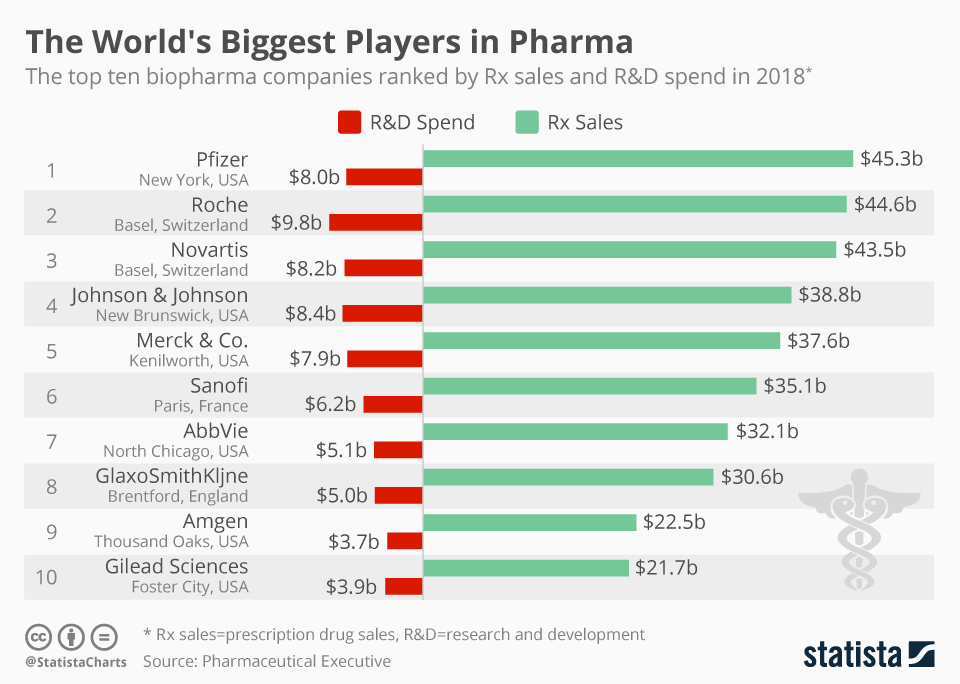 The World's Biggest Players in Pharma
The top ten biopharma companies ranked by Rx sales and R&D spend in 2018*
R&D Spend Rx Sales
1 Pfizer $45.3b
New York, USA $8.0b
2 Roche $44.6b
Basel, Switzerland $9.8b
3 Novartis $43.5b
Basel, Switzerland $8.2b
4 Johnson & Johnson $38.8b
New Brunswick, USA $8.4b
5 Merck & Co. $37.6b
Kenilworth, USA $7.9b
6 Sanofi $35.1b
Paris, France $6.2b
7 AbbVie $32.1b
North Chicago, USA $5.1b
8 GlaxoSmithKljne $30.6b
Brentford, England $5.0b
9 Amgen $22.5b
Thousand Oaks, USA $3.7b
10 Gilead Sciences $21.7b
Foster City, USA $3.9b
* Rx sales=prescription drug sales, R&D=research and development
@StatistaCharts Source: Pharmaceutical Executive
cc
statista